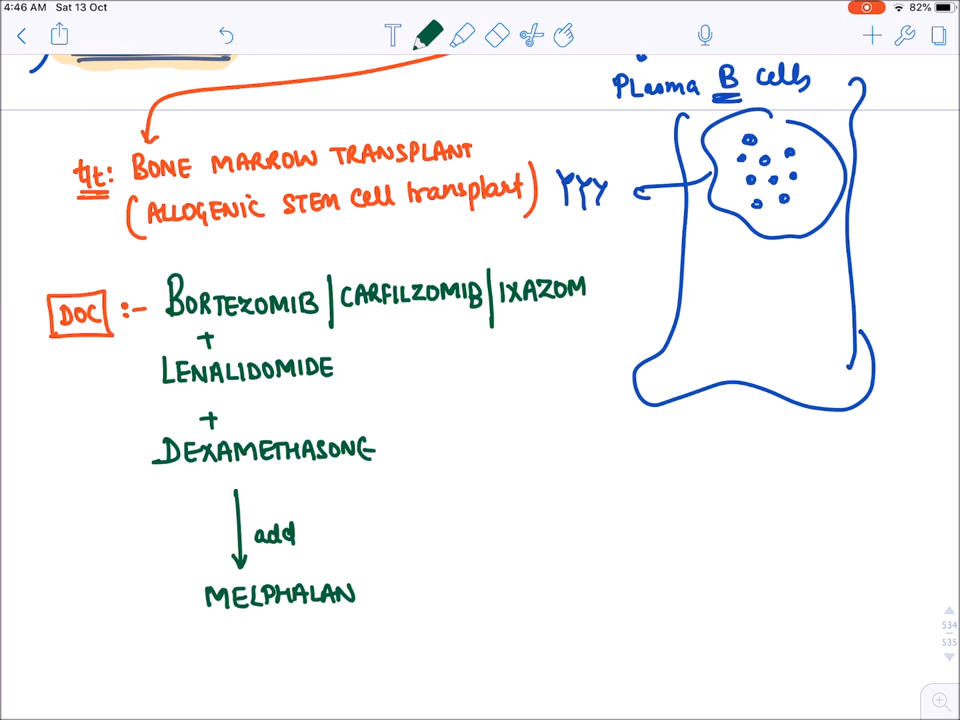 4:46 AM Sat 13 Oct
82%
T
PLasma B cells
tt: BONE MARROW TRANSPLANT
(ALLOGENIC STEM cell transplant)
YYY
DOC :- BORTEZOMIB | CARFILZOMIB | IXAZOM
+
LENALIDOMIDE
+
DEXAMETHASONE
add
MELPHALAN
534
535